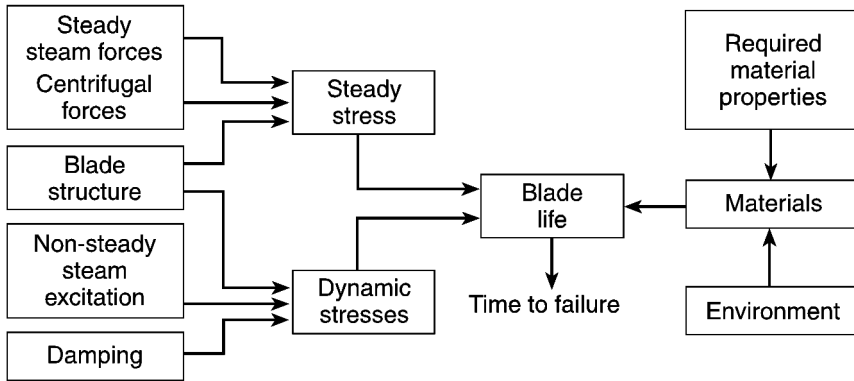 Steady
steam forces
Centrifugal
forces
Blade
structure
Non-steady
steam
excitation
Damping
Steady
stress
Dynamic
stresses
Blade
life
Time to failure
Required
material
properties
Materials
Environment